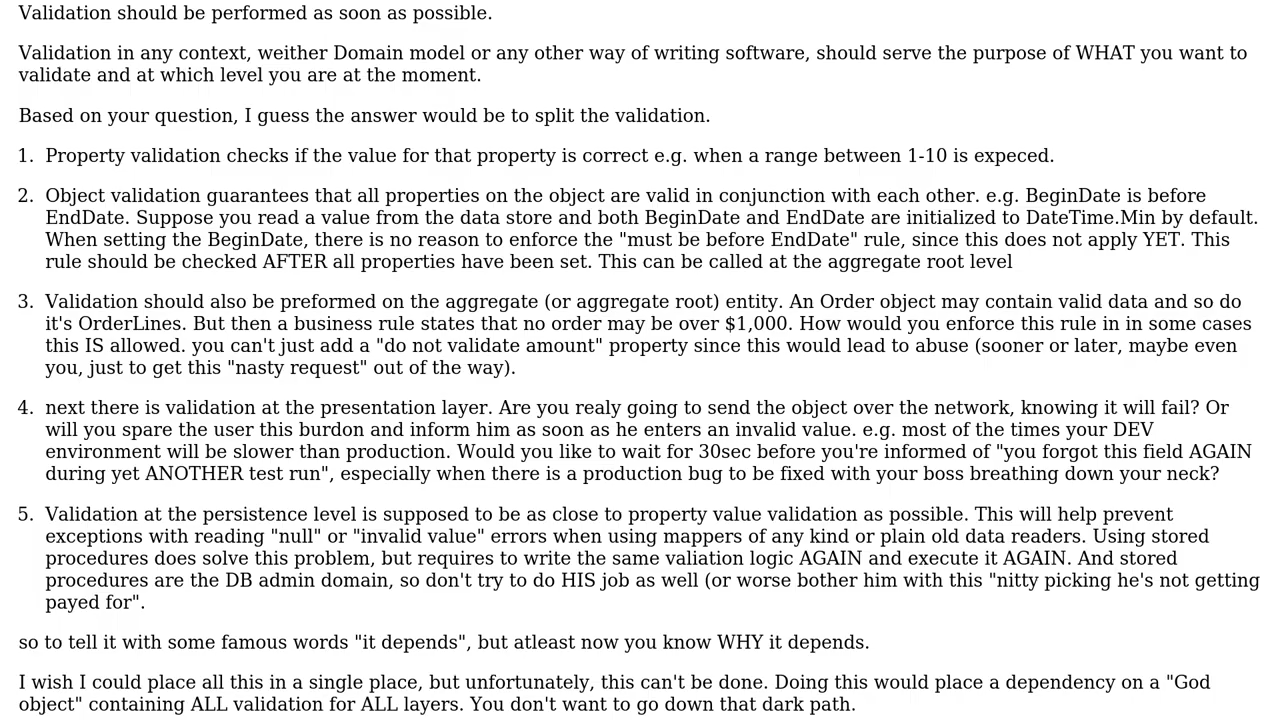 Validation should be performed as soon as possible.
Validation in any context, weither Domain model or any other way of writing software, should serve the purpose of WHAT you want to
validate and at which level you are at the moment.
Based on your question, I guess the answer would be to split the validation.
1. Property validation checks if the value for that property is correct e.g. when a range between 1-10 is expeced.
2. Object validation guarantees that all properties on the object are valid in conjunction with each other. e.g. BeginDate is before
EndDate. Suppose you read a value from the data store and both BeginDate and EndDate are initialized to DateTime.Min by default.
When setting the BeginDate, there is no reason to enforce the "must be before EndDate" rule, since this does not apply YET. This
rule should be checked AFTER all properties have been set. This can be called at the aggregate root level
3. Validation should also be preformed on the aggregate (or aggregate root) entity. An Order object may contain valid data and so do
it's OrderLines. But then a business rule states that no order may be over $1,000. How would you enforce this rule in in some cases
this IS allowed. you can't just add a "do not validate amount" property since this would lead to abuse (sooner or later, maybe even
you, just to get this "nasty request" out of the way).
4. next there is validation at the presentation layer. Are you realy going to send the object over the network, knowing it will fail? Or
will you spare the user this burdon and inform him as soon as he enters an invalid value. e.g. most of the times your DEV
environment will be slower than production. Would you like to wait for 30sec before you're informed of "you forgot this field AGAIN
during yet ANOTHER test run", especially when there is a production bug to be fixed with your boss breathing down your neck?
5. Validation at the persistence level is supposed to be as close to property value validation as possible. This will help prevent
exceptions with reading "null" or "invalid value" errors when using mappers of any kind or plain old data readers. Using stored
procedures does solve this problem, but requires to write the same valiation logic AGAIN and execute it AGAIN. And stored
procedures are the DB admin domain, so don't try to do HIS job as well (or worse bother him with this "nitty picking he's not getting
payed for".
so to tell it with some famous words "it depends", but atleast now you know WHY it depends.
I wish I could place all this in a single place, but unfortunately, this can't be done. Doing this would place a dependency on a "God
object" containing ALL validation for ALL layers. You don't want to go down that dark path.